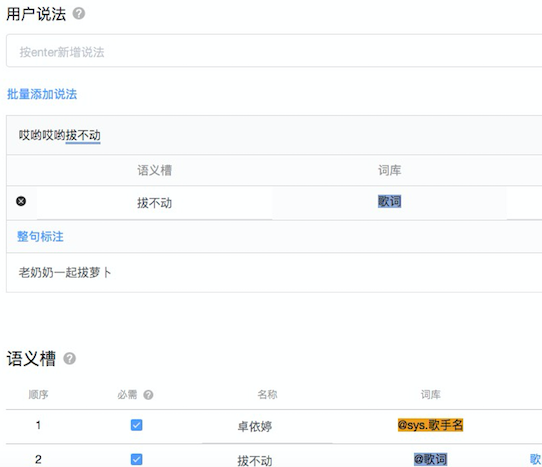 用户说法 ?
按enter新增说法
批量添加说法
哎哟哎哟拔不动
语义槽 词库
拔不动 歌词
整句标注
老奶奶一起拔萝卜
语义槽 ?
顺序 必需 ? 名称 词库
1 卓依婷 @sys.歌手名
2 拔不动 @歌词 歌